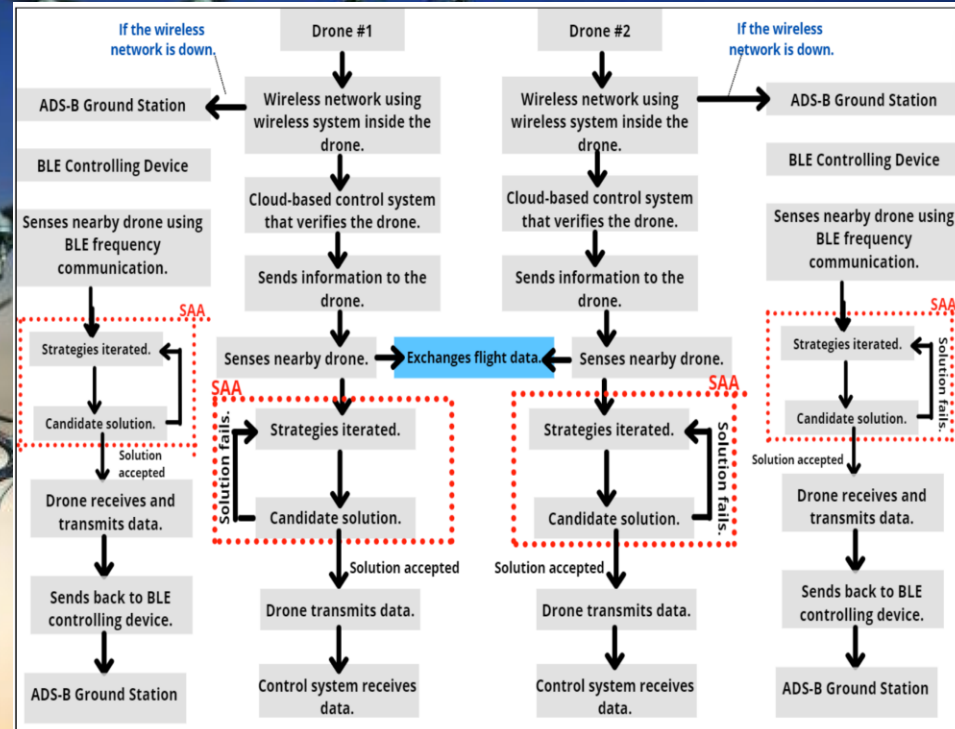 If the wireless
network is down.
ADS-B Ground Station
BLE Controlling Device
Senses nearby drone using
BLE frequency
communication.
SAA
Strategies iterated.
Candidate solution.
Solution
accepted
Drone receives and
transmits data.
Sends back to BLE
controlling device.
ADS-B Ground Station
Drone #1
Wireless network using
wireless system inside the
drone.
Cloud-based control system
that verifies the drone.
Sends information to the
drone.
Senses nearby drone.
Exchanges flight data.
SAA
Strategies iterated.
Solution fails.
Candidate solution.
Solution accepted
Drone transmits data.
Control system receives
data.
Drone #2
Wireless network using
wireless system inside the
drone.
Cloud-based control system
that verifies the drone.
Sends information to the
drone.
Senses nearby drone.
SAA
Strategies iterated.
Solution fails.
Candidate solution.
Solution accepted
Drone transmits data.
Control system receives
data.
If the wireless
network is down.
ADS-B Ground Station
BLE Controlling Device
Senses nearby drone using
BLE frequency
communication.
SAA
Strategies iterated.
Solution fails.
Candidate solution.
Solution accepted
Drone receives and
transmits data.
Sends back to BLE
controlling device.
ADS-B Ground Station